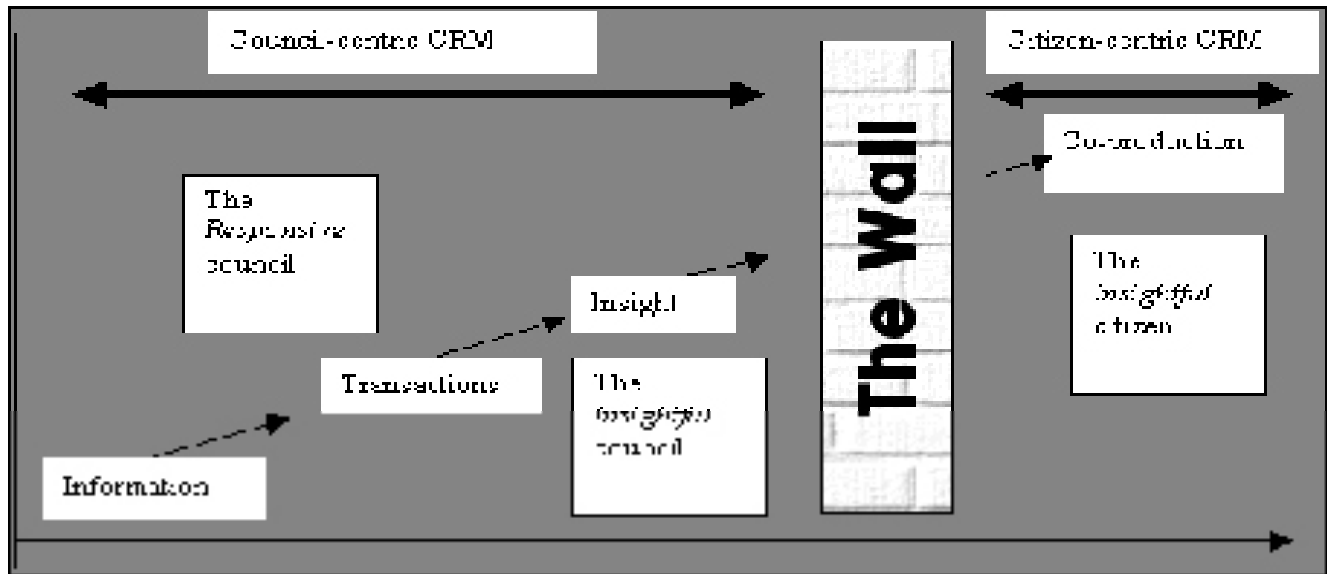 Council-centric CRM
Citizen-centric CRM
The Wall
Co-production
The
Responsive
council
Insight
The
insightful
citizen
Transactions
The
insightful
council
Information